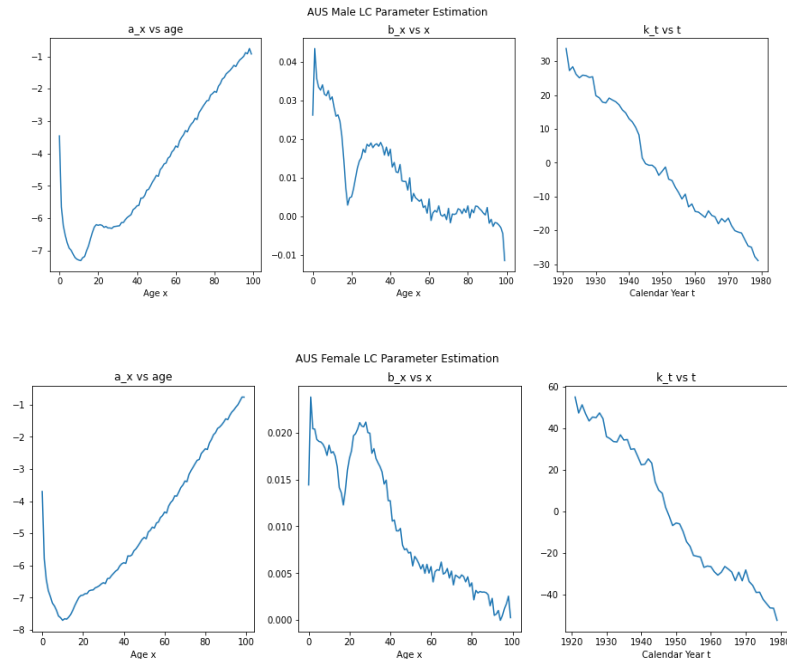 AUS Male LC Parameter Estimation
a_x vs age
b_x vs x
k_t vs t
−1
−2
−3
−4
−5
−6
−7
0 20 40 60 80 100
Age x
0.04
0.03
0.02
0.01
0.00
−0.01
0 20 40 60 80 100
Age x
30
20
10
0
−10
−20
−30
1920 1930 1940 1950 1960 1970 1980
Calendar Year t
AUS Female LC Parameter Estimation
a_x vs age
b_x vs x
k_t vs t
−1
−2
−3
−4
−5
−6
−7
−8
0 20 40 60 80 100
Age x
0.020
0.015
0.010
0.005
0.000
0 20 40 60 80 100
Age x
60
40
20
0
−20
−40
1920 1930 1940 1950 1960 1970 1980
Calendar Year t